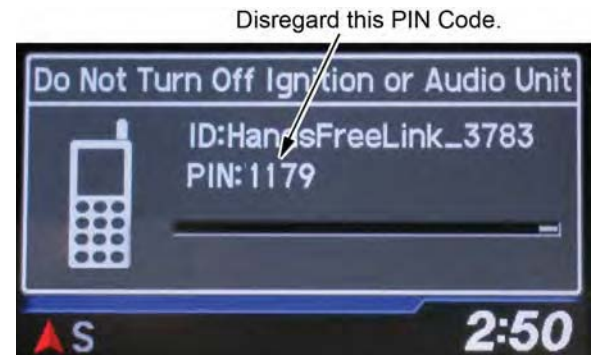 Disregard this PIN Code.
Do Not Turn Off Ignition or Audio Unit
ID:HandsFreeLink_3783
PIN:1179
S
2:50